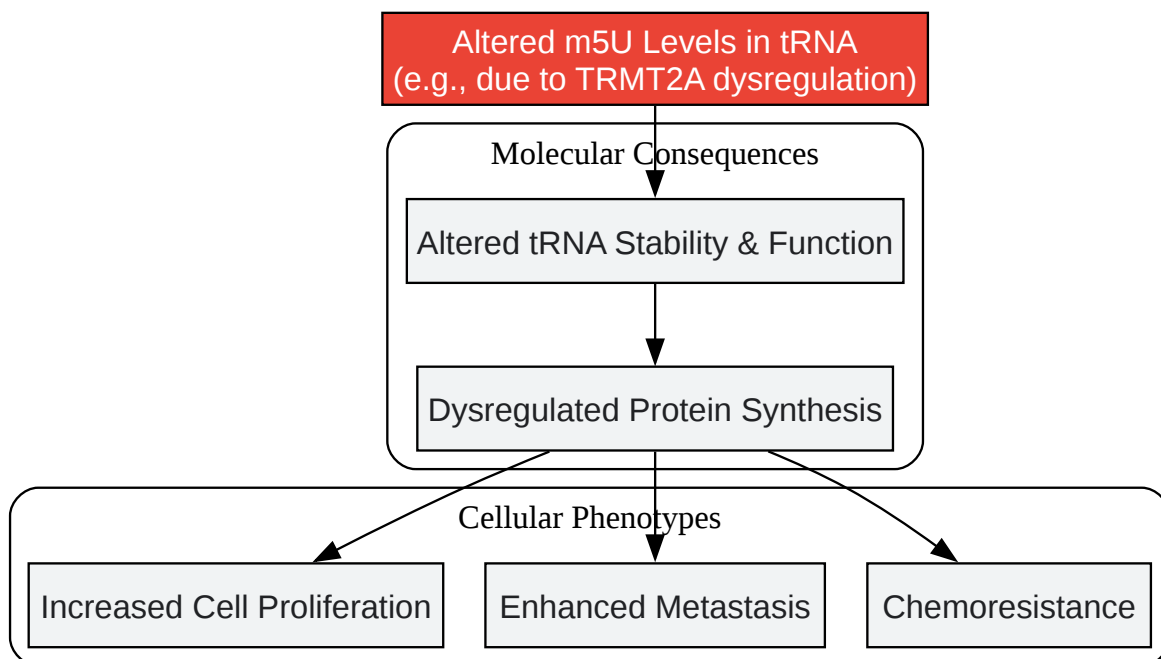 Altered m5U Levels in tRNA
(e.g., due to TRMT2A dysregulation)
Molecular Consequences
Altered tRNA Stability & Function
Dysregulated Protein Synthesis
Cellular Phenotypes
Increased Cell Proliferation
Enhanced Metastasis
Chemoresistance